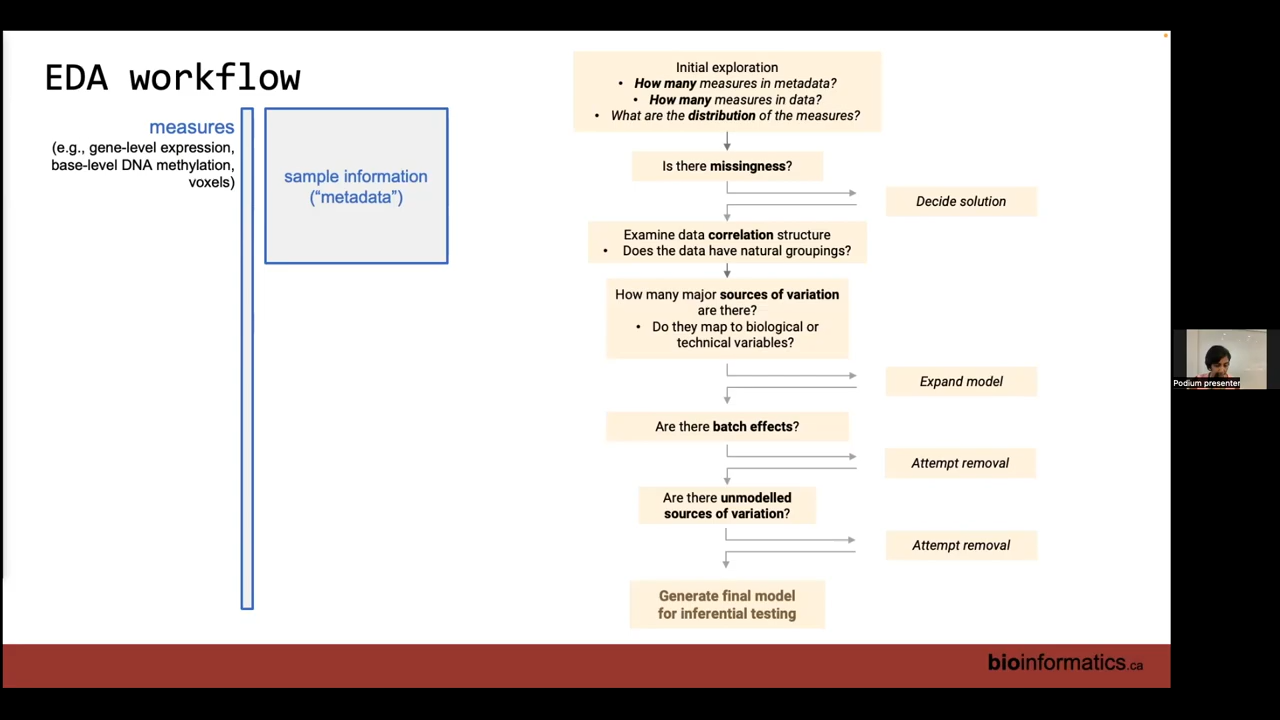 EDA workflow
measures
(e.g., gene-level expression,
base-level DNA methylation,
voxels)
sample information
("metadata")
Initial exploration
• How many measures in metadata?
• How many measures in data?
• What are the distribution of the measures?
Is there missingness?
Decide solution
Examine data correlation structure
• Does the data have natural groupings?
How many major sources of variation
are there?
• Do they map to biological or
technical variables?
Expand model
Are there batch effects?
Attempt removal
Are there unmodelled
sources of variation?
Attempt removal
Generate final model
for inferential testing
bioinformatics.ca
Podium presenter